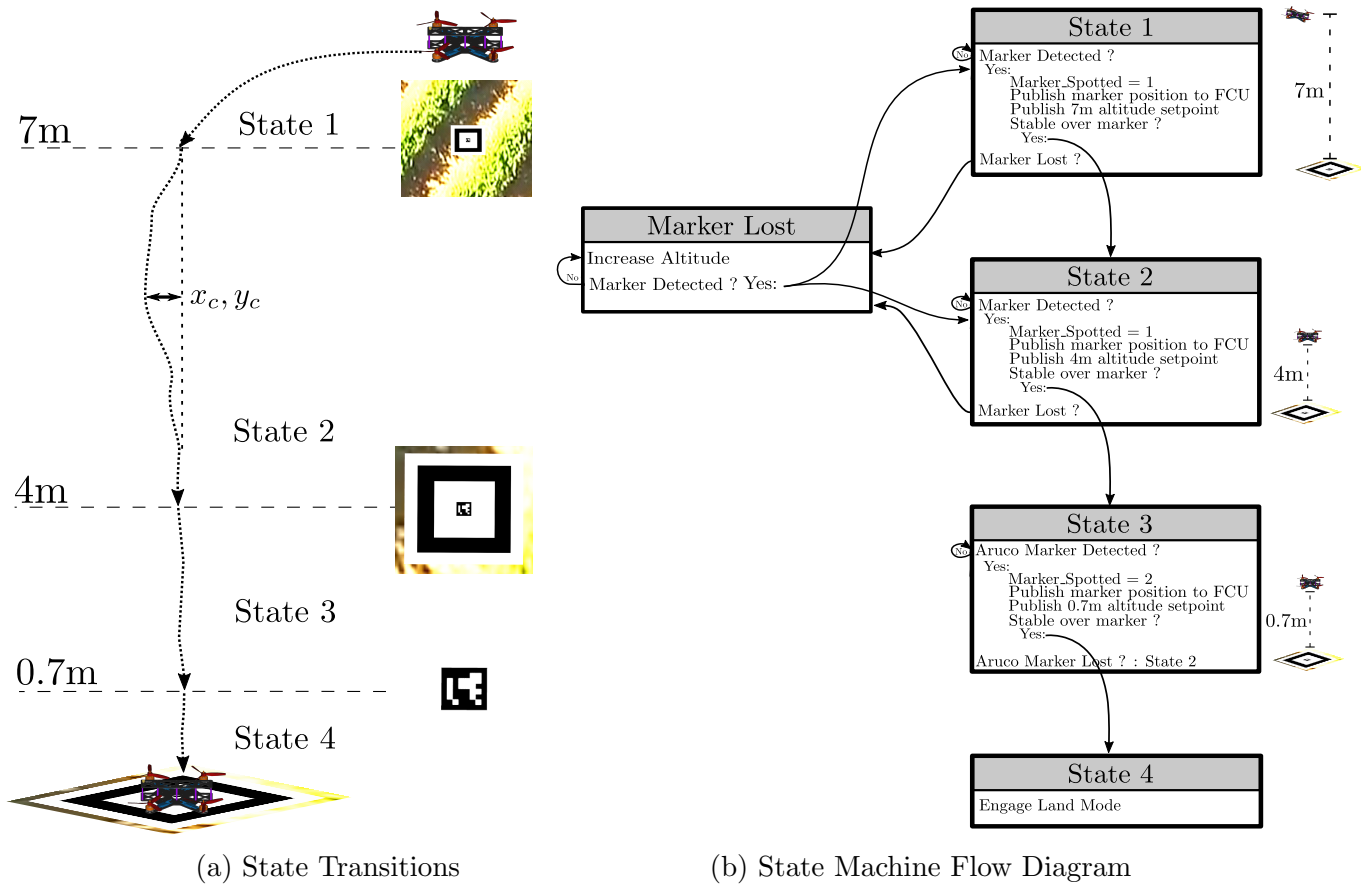 7m
State 1
x_c, y_c
State 2
4m
State 3
0.7m
State 4
(a) State Transitions
State 1
No
Marker Detected ?
Yes:
Marker_Spotted = 1
Publish marker position to FCU
Publish 7m altitude setpoint
Stable over marker ?
Yes:
Marker Lost ?
7m
Marker Lost
Increase Altitude
No
Marker Detected ? Yes:
State 2
No
Marker Detected ?
Yes:
Marker_Spotted = 1
Publish marker position to FCU
Publish 4m altitude setpoint
Stable over marker ?
Yes:
Marker Lost ?
4m
State 3
No
Aruco Marker Detected ?
Yes:
Marker_Spotted = 2
Publish marker position to FCU
Publish 0.7m altitude setpoint
Stable over marker ?
Yes:
Aruco Marker Lost ? : State 2
0.7m
State 4
Engage Land Mode
(b) State Machine Flow Diagram